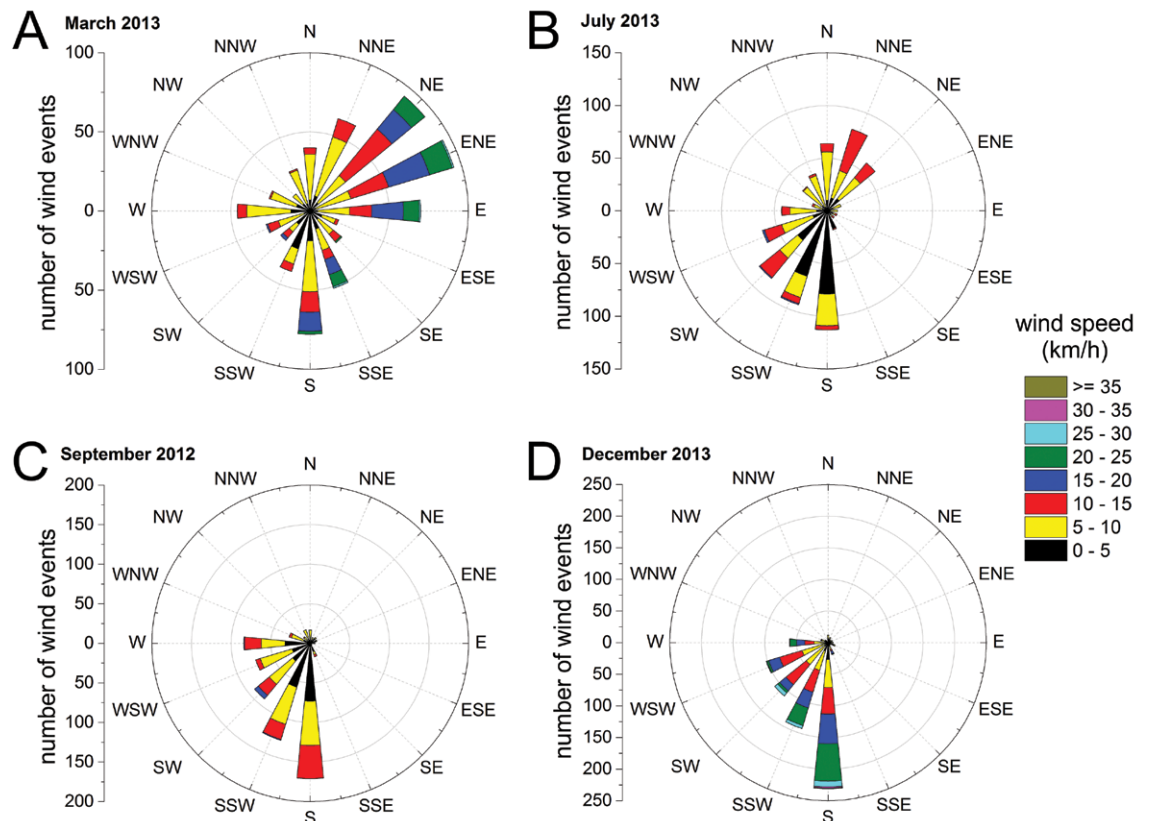 A March 2013
N
NNE
NE
ENE
E
ESE
SE
SSE
S
SSW
SW
WSW
W
WNW
NW
NNW
100
50
0
50
100
number of wind events
B July 2013
N
NNE
NE
ENE
E
ESE
SE
SSE
S
SSW
SW
WSW
W
WNW
NW
NNW
150
100
50
0
50
100
150
number of wind events
wind speed
(km/h)
>= 35
30 - 35
25 - 30
20 - 25
15 - 20
10 - 15
5 - 10
0 - 5
C September 2012
N
NNE
NE
ENE
E
ESE
SE
SSE
S
SSW
SW
WSW
W
WNW
NW
NNW
200
150
100
50
0
50
100
150
200
number of wind events
D December 2013
N
NNE
NE
ENE
E
ESE
SE
SSE
S
SSW
SW
WSW
W
WNW
NW
NNW
250
200
150
100
50
0
50
100
150
200
250
number of wind events